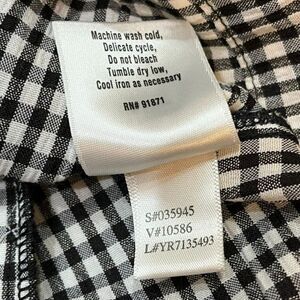 Machine wash cold,
Delicate cycle,
Do not bleach
Tumble dry low,
Cool iron as necessary
RN# 91871
S#035945
V#10586
L#YR7135493